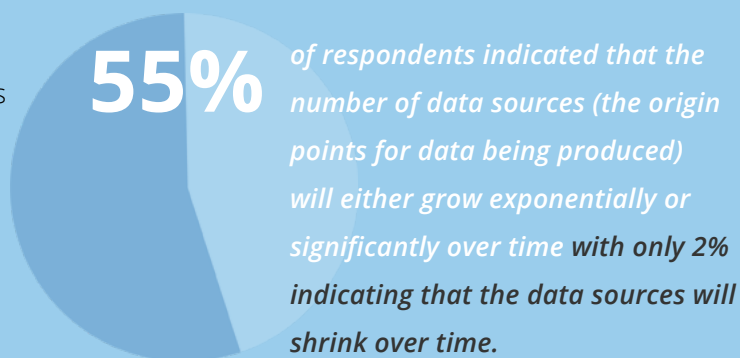 55%
of respondents indicated that the
number of data sources (the origin
points for data being produced)
will either grow exponentially or
significantly over time with only 2%
indicating that the data sources will
shrink over time.